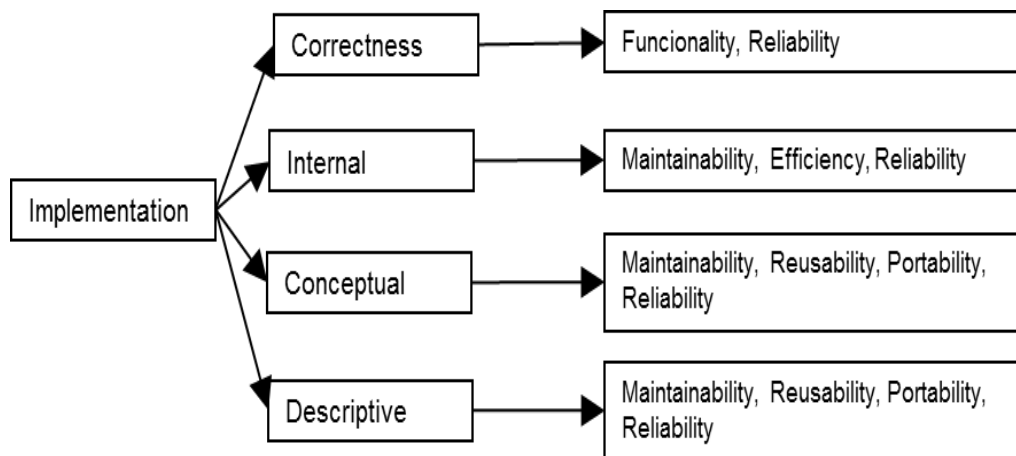 Correctness
Funcionality, Reliability
Internal
Maintainability, Efficiency, Reliability
Implementation
Conceptual
Maintainability, Reusability, Portability,
Reliability
Descriptive
Maintainability, Reusability, Portability,
Reliability